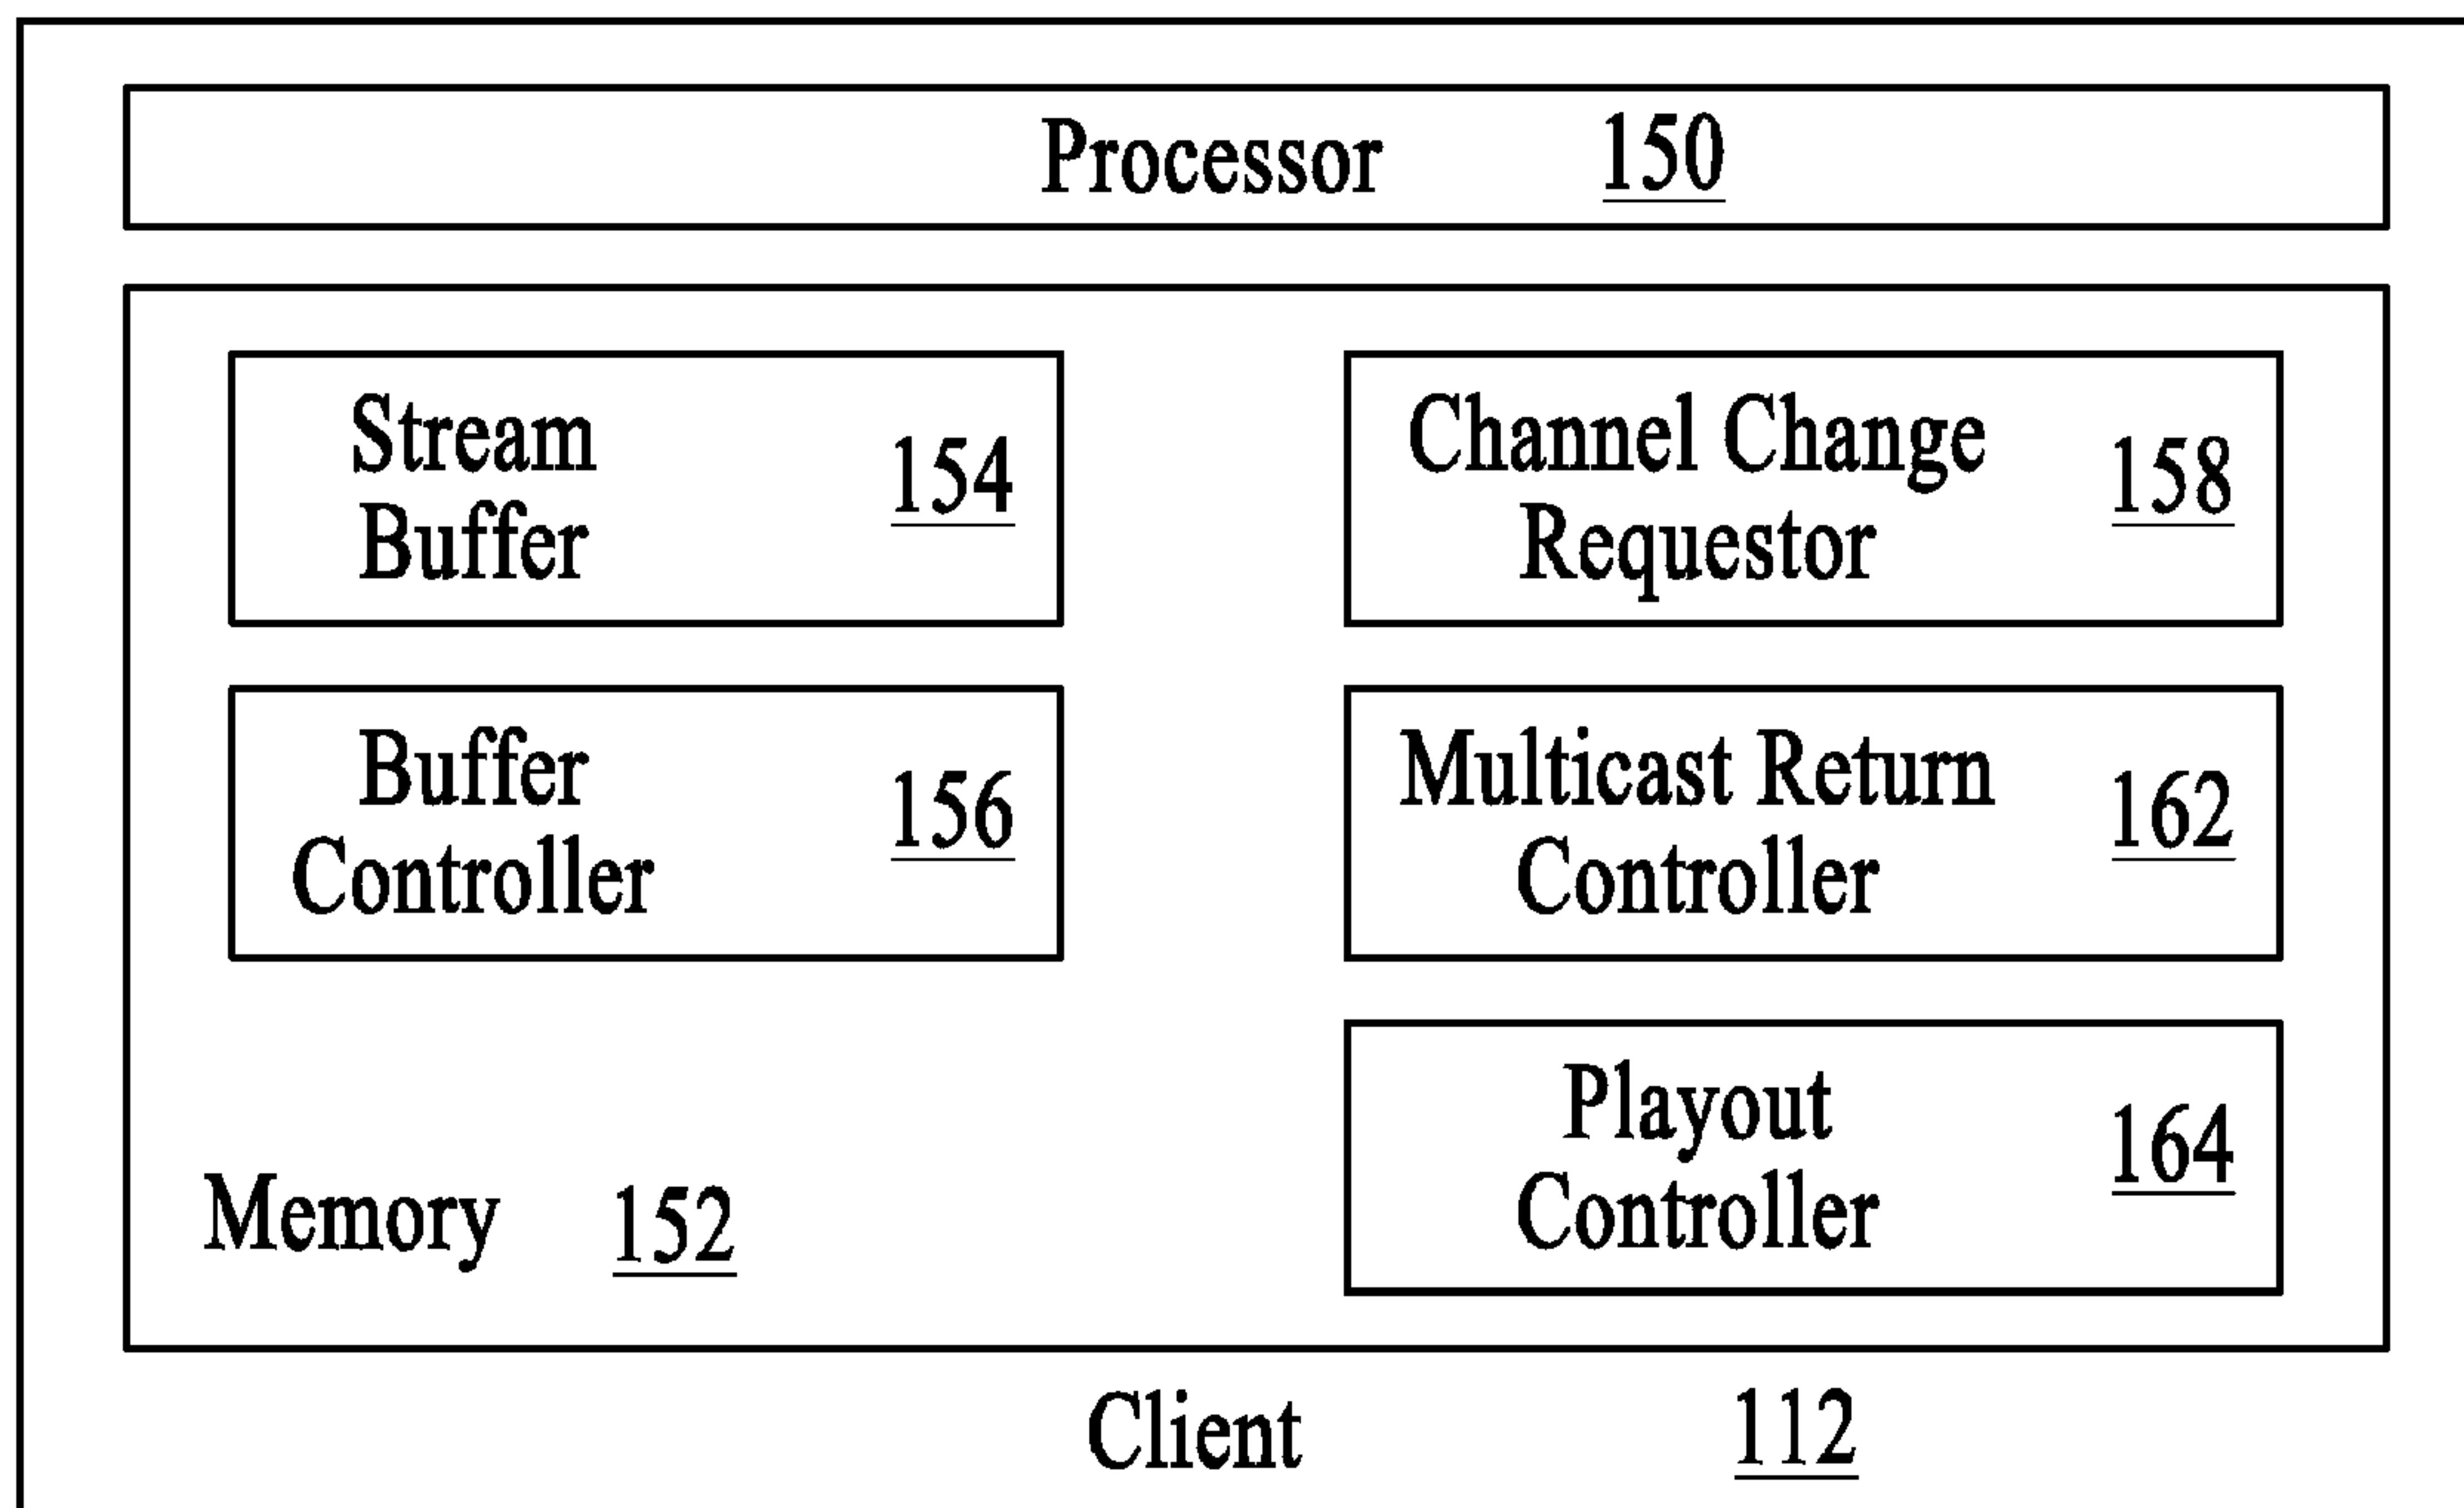 Processor 150
Stream
Buffer
154
Channel Change
Requestor
158
Buffer
Controller
156
Multicast Return
Controller
162
Playout
Controller
164
Memory 152
Client 112